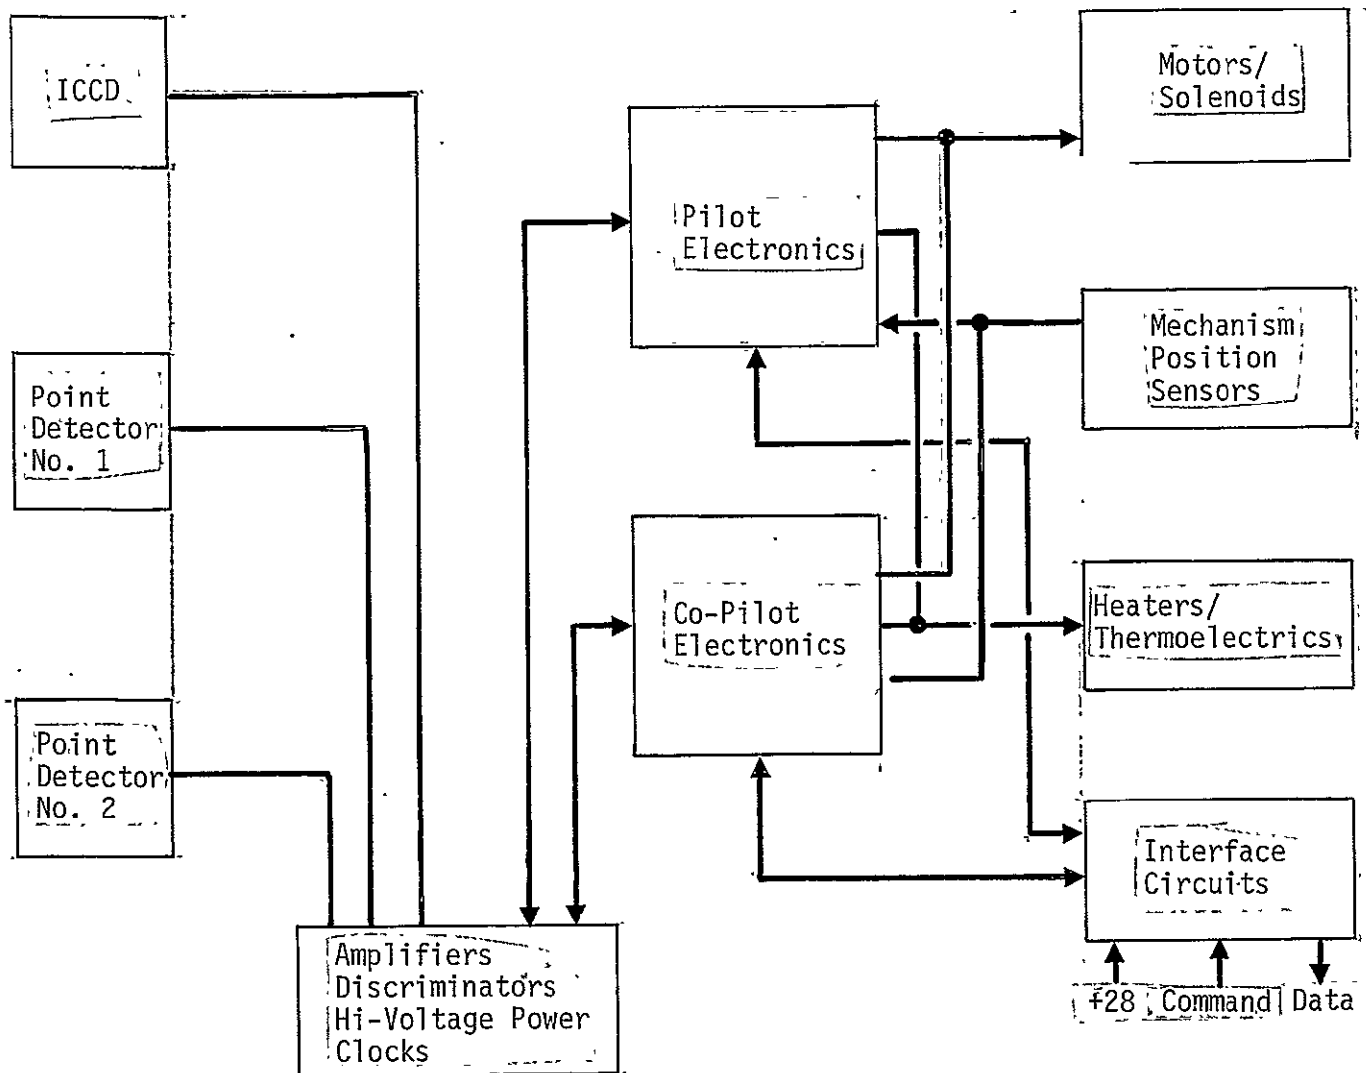 ICCD
Motors/
Solenoids
Pilot
Electronics
Mechanism
Position
Sensors
Point
Detector
No. 1
Co-Pilot
Electronics
Heaters/
Thermoelectrics
Point
Detector
No. 2
Interface
Circuits
Amplifiers
Discriminators
Hi-Voltage Power
Clocks
+28 Command Data